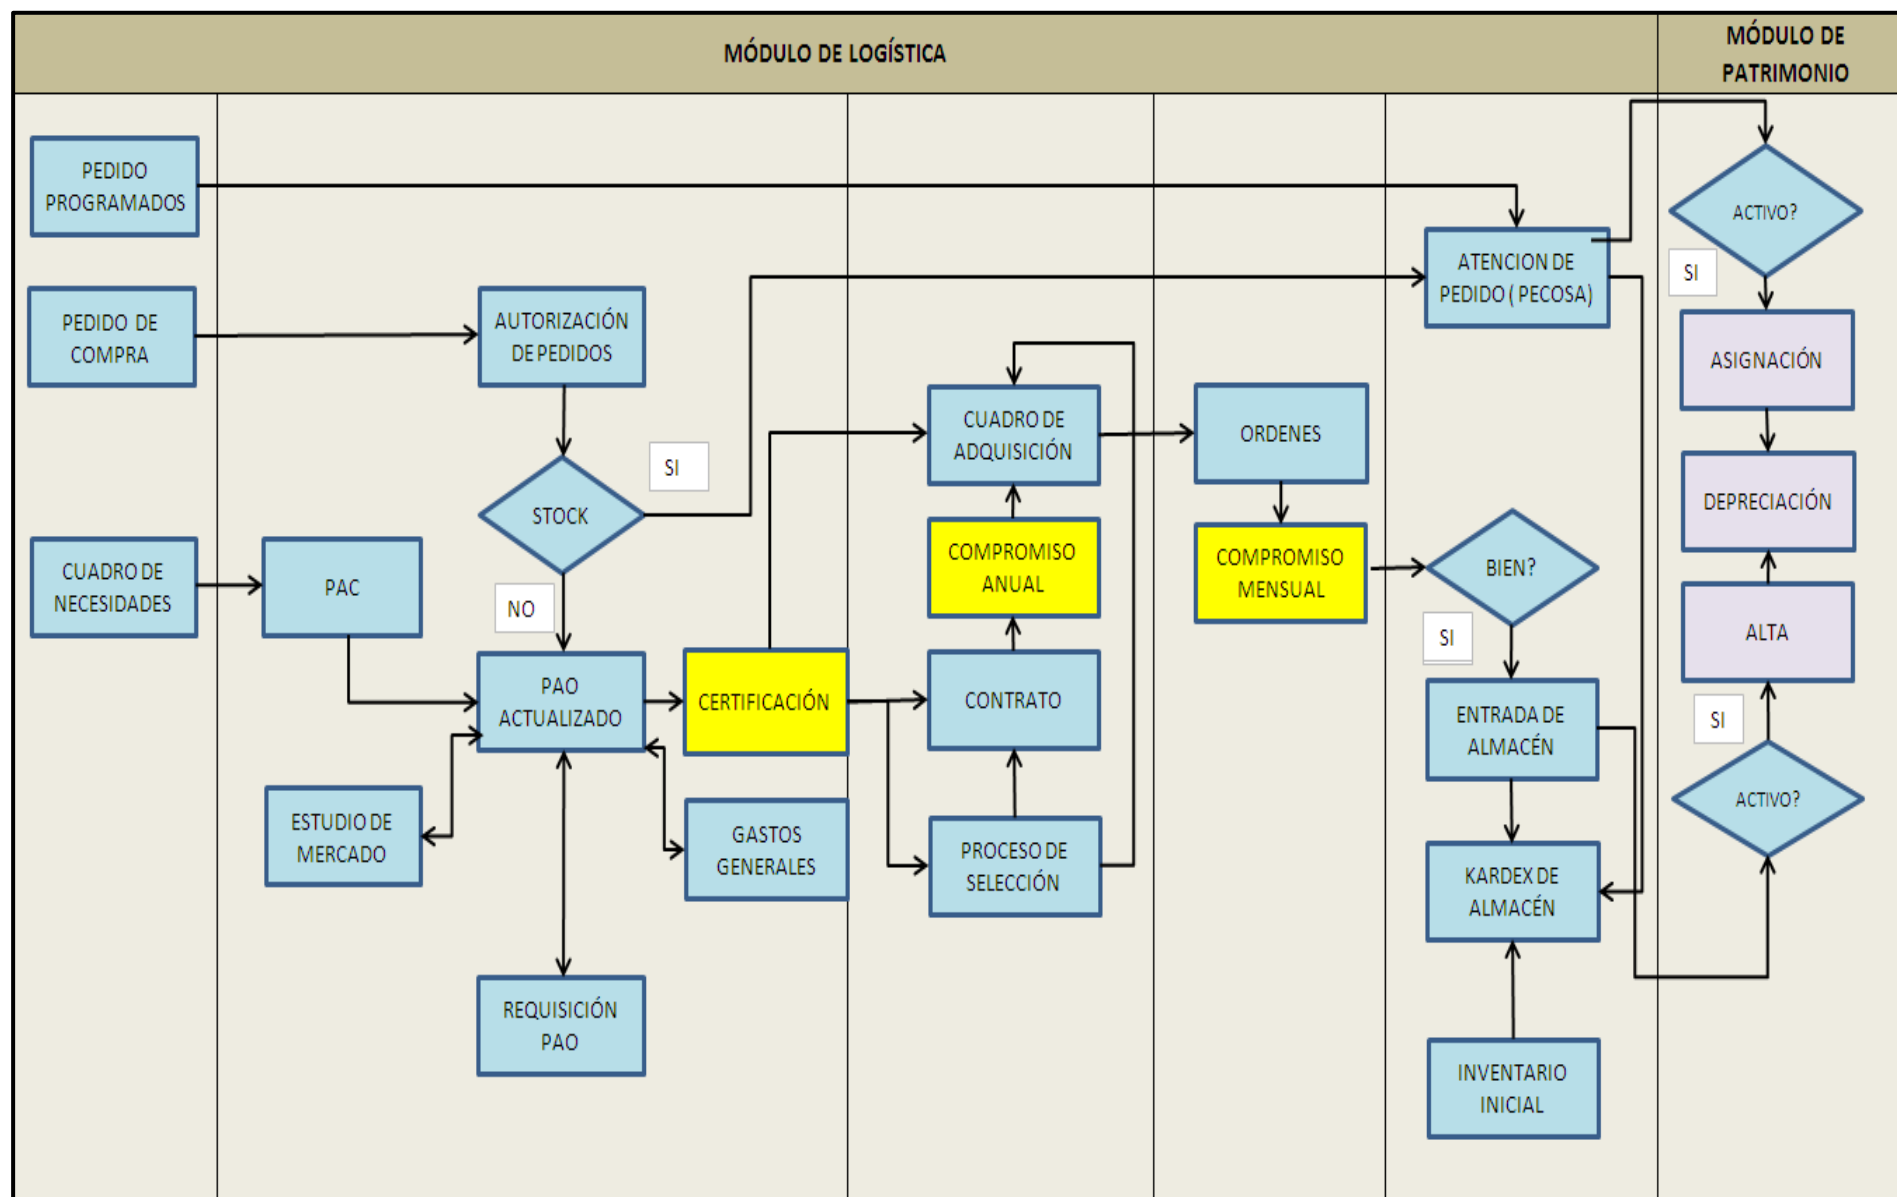 MÓDULO DE LOGÍSTICA
MÓDULO DE
PATRIMONIO
PEDIDO
PROGRAMADOS
PEDIDO DE
COMPRA
CUADRO DE
NECESIDADES
PAC
AUTORIZACIÓN
DE PEDIDOS
STOCK
SI
NO
PAO
ACTUALIZADO
CERTIFICACIÓN
ESTUDIO DE
MERCADO
GASTOS
GENERALES
REQUISICIÓN
PAO
CUADRO DE
ADQUISICIÓN
COMPROMISO
ANUAL
CONTRATO
PROCESO DE
SELECCIÓN
ORDENES
COMPROMISO
MENSUAL
ATENCION DE
PEDIDO ( PECOSA)
BIEN?
SI
ENTRADA DE
ALMACÉN
KARDEX DE
ALMACÉN
INVENTARIO
INICIAL
ACTIVO?
SI
ASIGNACIÓN
DEPRECIACIÓN
ALTA
SI
ACTIVO?